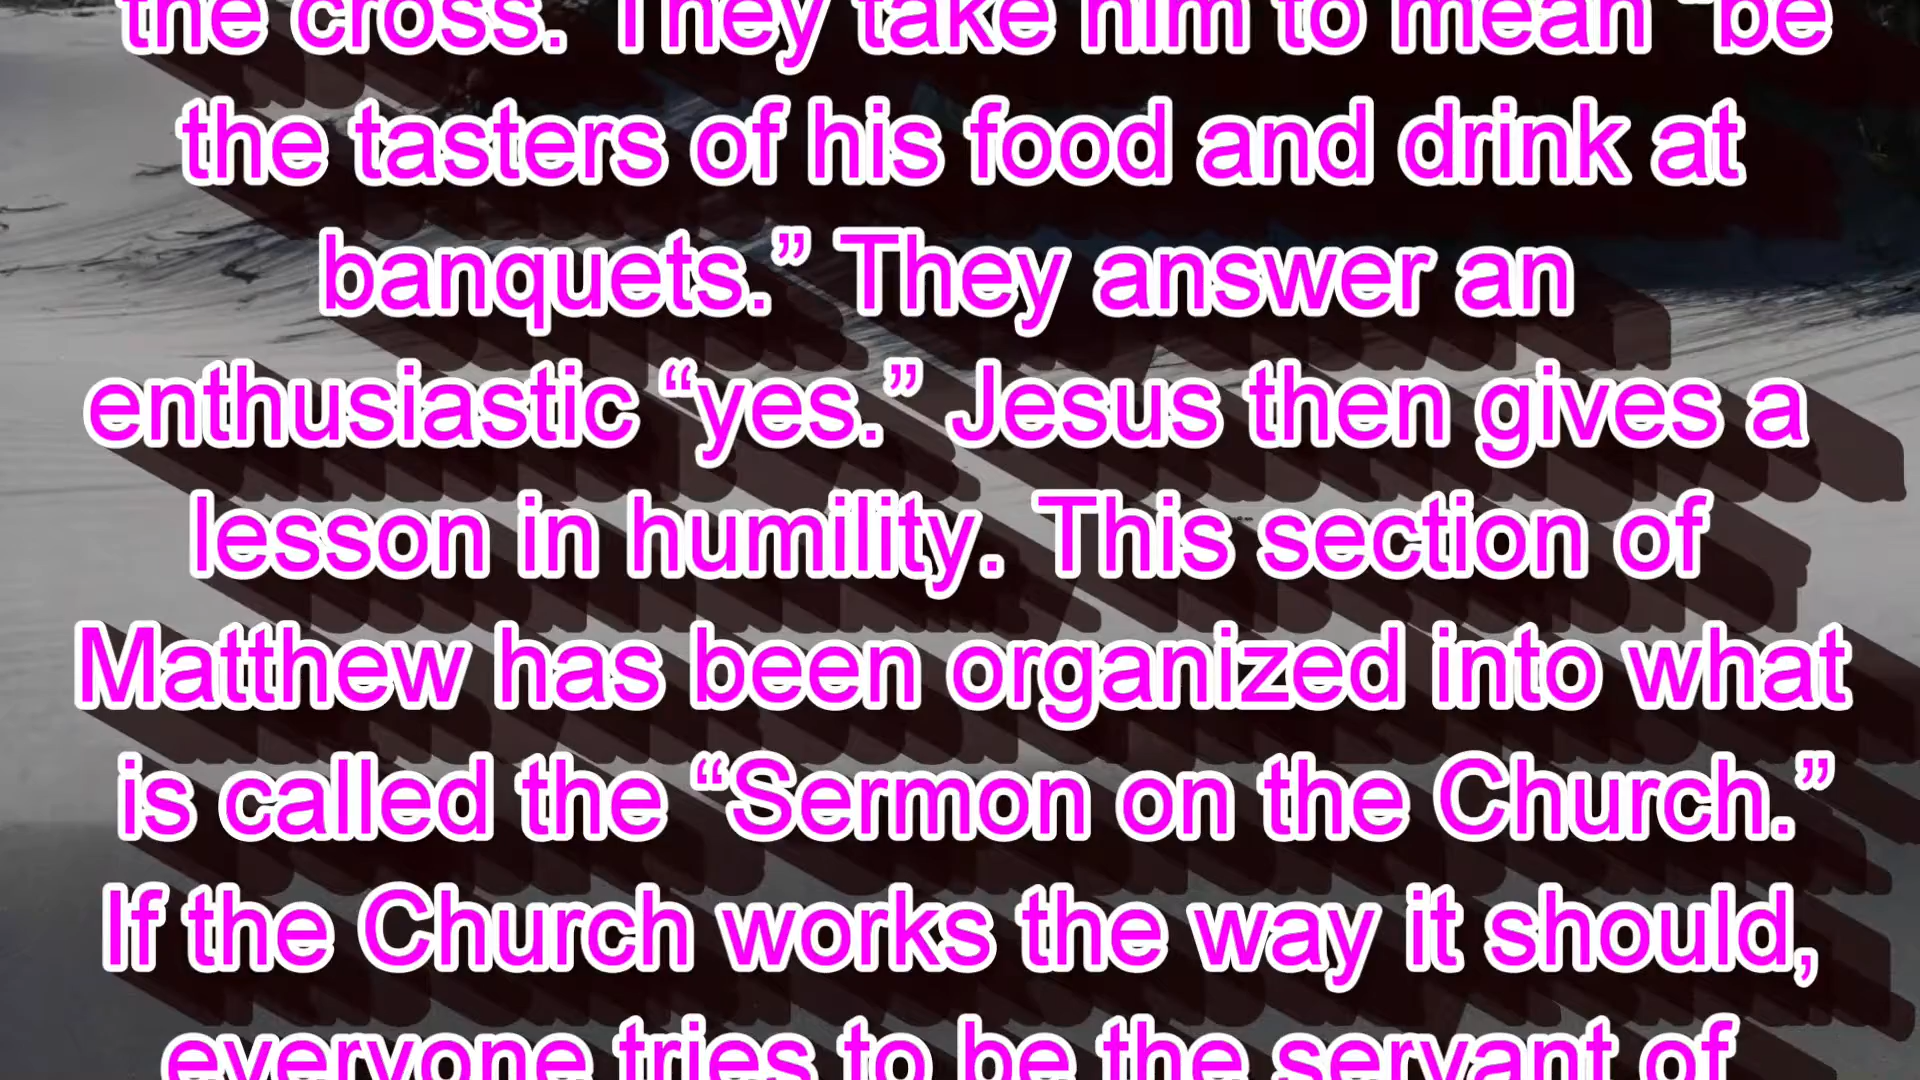 the cross.  They take him to mean “be
the tasters of his food and drink at
banquets.”  They answer an
enthusiastic “yes.”  Jesus then gives a
lesson in humility.  This section of
Matthew has been organized into what
is called the “Sermon on the Church.”
If the Church works the way it should,
everyone tries to be the servant of